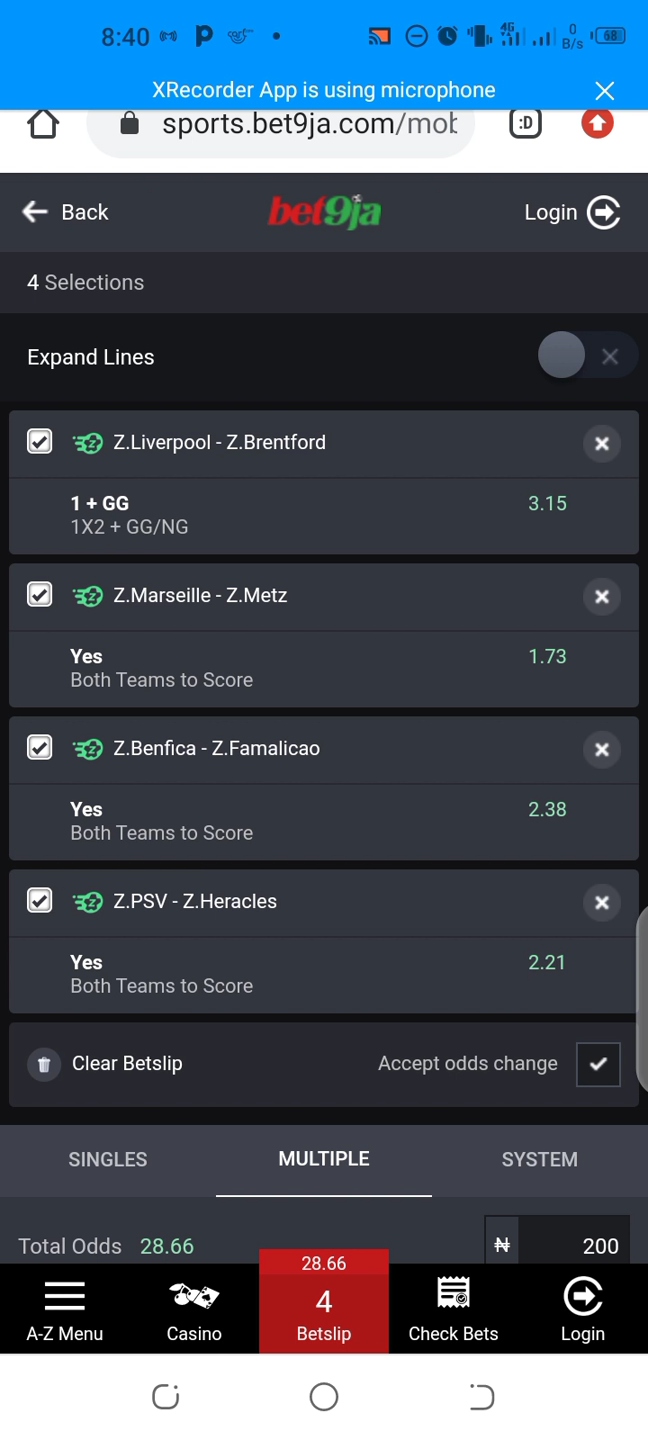 8:40
4G
0
B/s
68
XRecorder App is using microphone
sports.bet9ja.com/mob
:D
Back
bet9ja
Login
4 Selections
Expand Lines
Z.Liverpool - Z.Brentford
1 + GG
3.15
1X2 + GG/NG
Z.Marseille - Z.Metz
Yes
1.73
Both Teams to Score
Z.Benfica - Z.Famalicao
Yes
2.38
Both Teams to Score
Z.PSV - Z.Heracles
Yes
2.21
Both Teams to Score
Clear Betslip
Accept odds change
SINGLES
MULTIPLE
SYSTEM
Total Odds 28.66
₦ 200
28.66
4
A-Z Menu
Casino
Betslip
Check Bets
Login